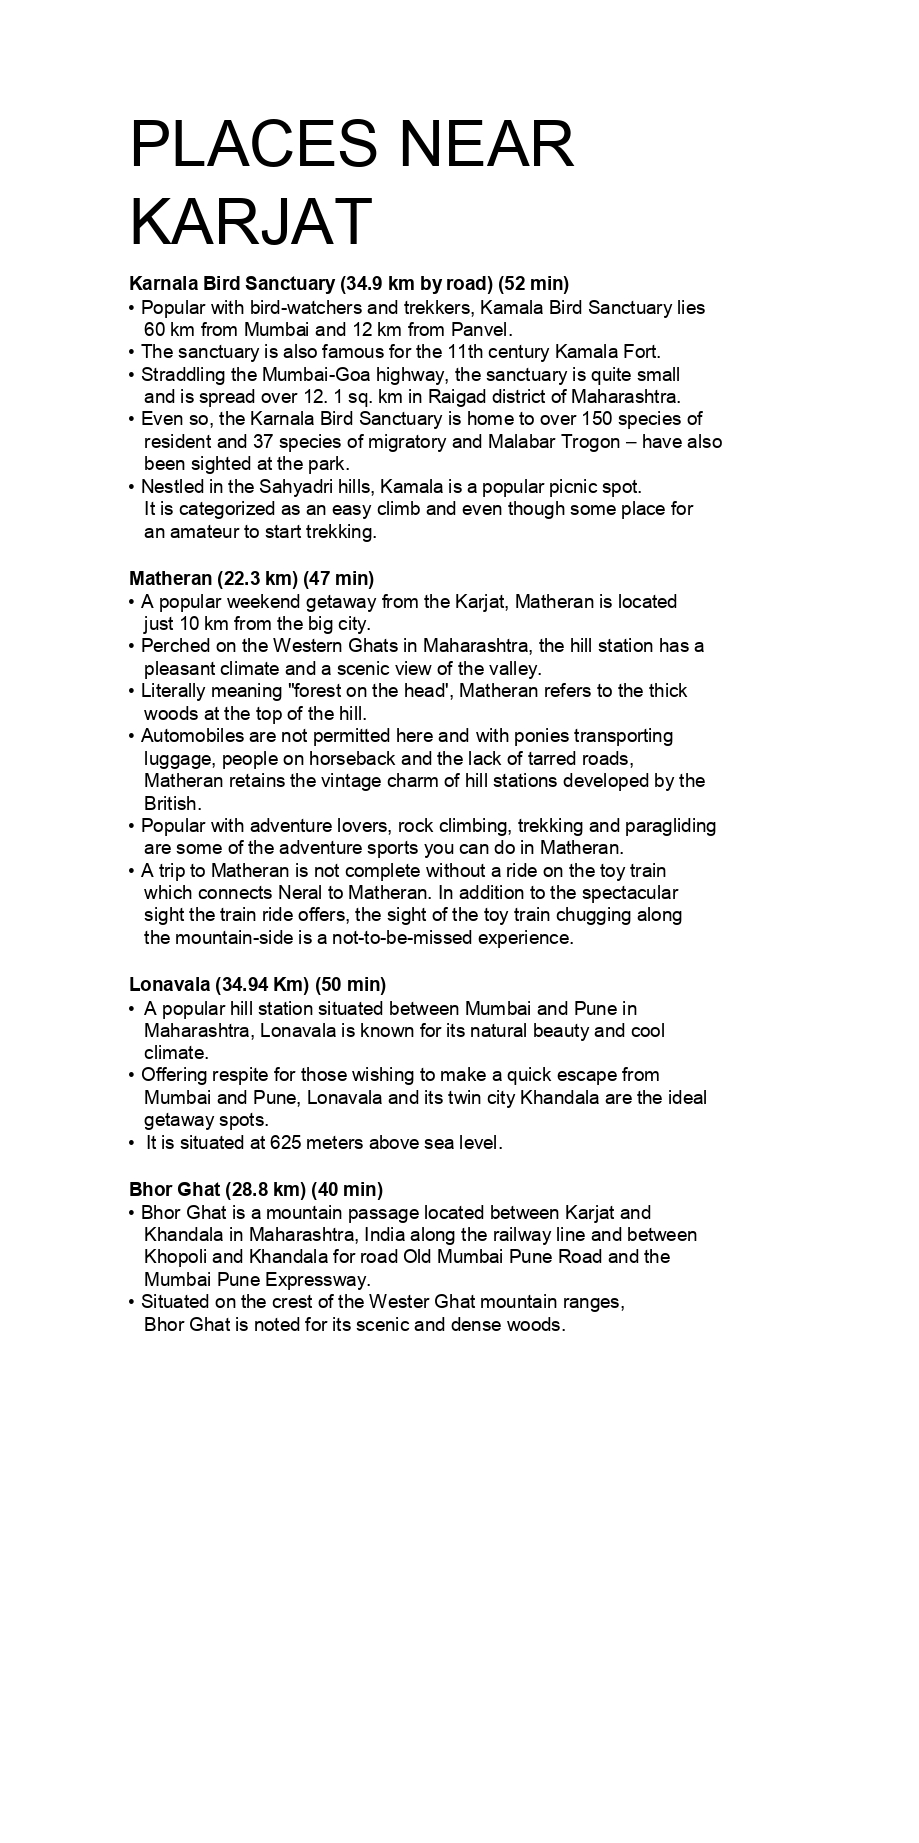 PLACES NEAR
KARJAT
Karnala Bird Sanctuary (34.9 km by road) (52 min)
• Popular with bird-watchers and trekkers, Kamala Bird Sanctuary lies
60 km from Mumbai and 12 km from Panvel.
• The sanctuary is also famous for the 11th century Kamala Fort.
• Straddling the Mumbai-Goa highway, the sanctuary is quite small
and is spread over 12. 1 sq. km in Raigad district of Maharashtra.
• Even so, the Karnala Bird Sanctuary is home to over 150 species of
resident and 37 species of migratory and Malabar Trogon – have also
been sighted at the park.
• Nestled in the Sahyadri hills, Kamala is a popular picnic spot.
It is categorized as an easy climb and even though some place for
an amateur to start trekking.
Matheran (22.3 km) (47 min)
• A popular weekend getaway from the Karjat, Matheran is located
just 10 km from the big city.
• Perched on the Western Ghats in Maharashtra, the hill station has a
pleasant climate and a scenic view of the valley.
• Literally meaning "forest on the head', Matheran refers to the thick
woods at the top of the hill.
• Automobiles are not permitted here and with ponies transporting
luggage, people on horseback and the lack of tarred roads,
Matheran retains the vintage charm of hill stations developed by the
British.
• Popular with adventure lovers, rock climbing, trekking and paragliding
are some of the adventure sports you can do in Matheran.
• A trip to Matheran is not complete without a ride on the toy train
which connects Neral to Matheran. In addition to the spectacular
sight the train ride offers, the sight of the toy train chugging along
the mountain-side is a not-to-be-missed experience.
Lonavala (34.94 Km) (50 min)
• A popular hill station situated between Mumbai and Pune in
Maharashtra, Lonavala is known for its natural beauty and cool
climate.
• Offering respite for those wishing to make a quick escape from
Mumbai and Pune, Lonavala and its twin city Khandala are the ideal
getaway spots.
• It is situated at 625 meters above sea level.
Bhor Ghat (28.8 km) (40 min)
• Bhor Ghat is a mountain passage located between Karjat and
Khandala in Maharashtra, India along the railway line and between
Khopoli and Khandala for road Old Mumbai Pune Road and the
Mumbai Pune Expressway.
• Situated on the crest of the Wester Ghat mountain ranges,
Bhor Ghat is noted for its scenic and dense woods.